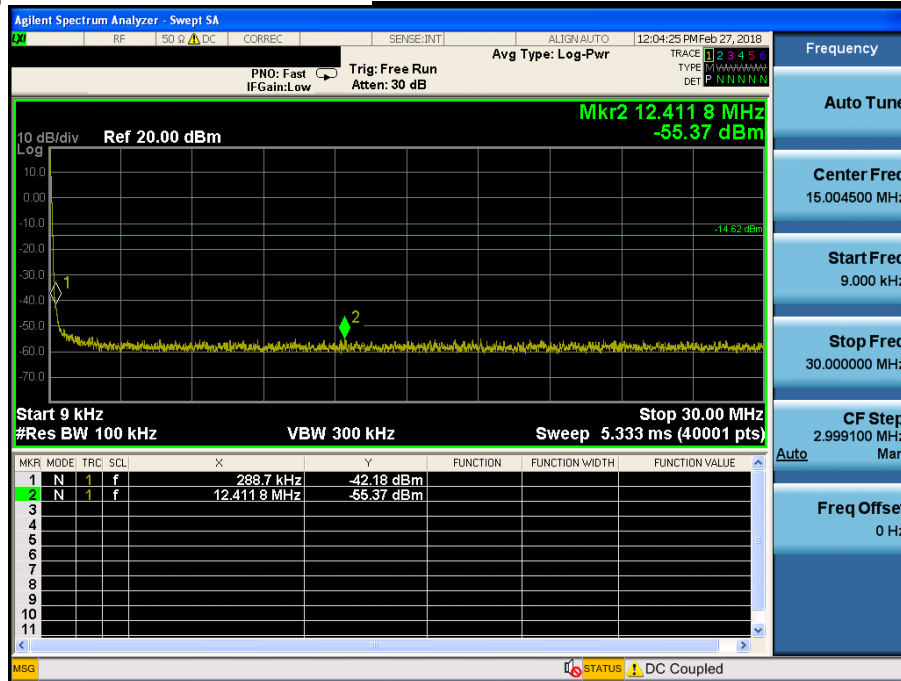 Agilent Spectrum Analyzer - Swept SA
LXI RF 50 Ω DC CORREC SENSE:INT ALIGN AUTO 12:04:25 PM Feb 27, 2018
PNO: Fast
IFGain:Low
Trig: Free Run
Atten: 30 dB
Avg Type: Log-Pwr
TRACE 1 2 3 4 5 6
TYPE M WWWWW
DET P N N N N N
Mkr2 12.411 8 MHz
-55.37 dBm
10 dB/div Ref 20.00 dBm
Log
10.0
0.00
-10.0
-14.62 dBm
-20.0
-30.0
1
-40.0
-50.0
2
-60.0
-70.0
Start 9 kHz Stop 30.00 MHz
#Res BW 100 kHz VBW 300 kHz Sweep 5.333 ms (40001 pts)
MKR MODE TRC SCL X Y FUNCTION FUNCTION WIDTH FUNCTION VALUE
1 N 1 f 288.7 kHz -42.18 dBm
2 N 1 f 12.411 8 MHz -55.37 dBm
3
4
5
6
7
8
9
10
11
MSG STATUS DC Coupled
Frequency
Auto Tune
Center Freq
15.004500 MHz
Start Freq
9.000 kHz
Stop Freq
30.000000 MHz
CF Step
2.999100 MHz
Auto Man
Freq Offset
0 Hz